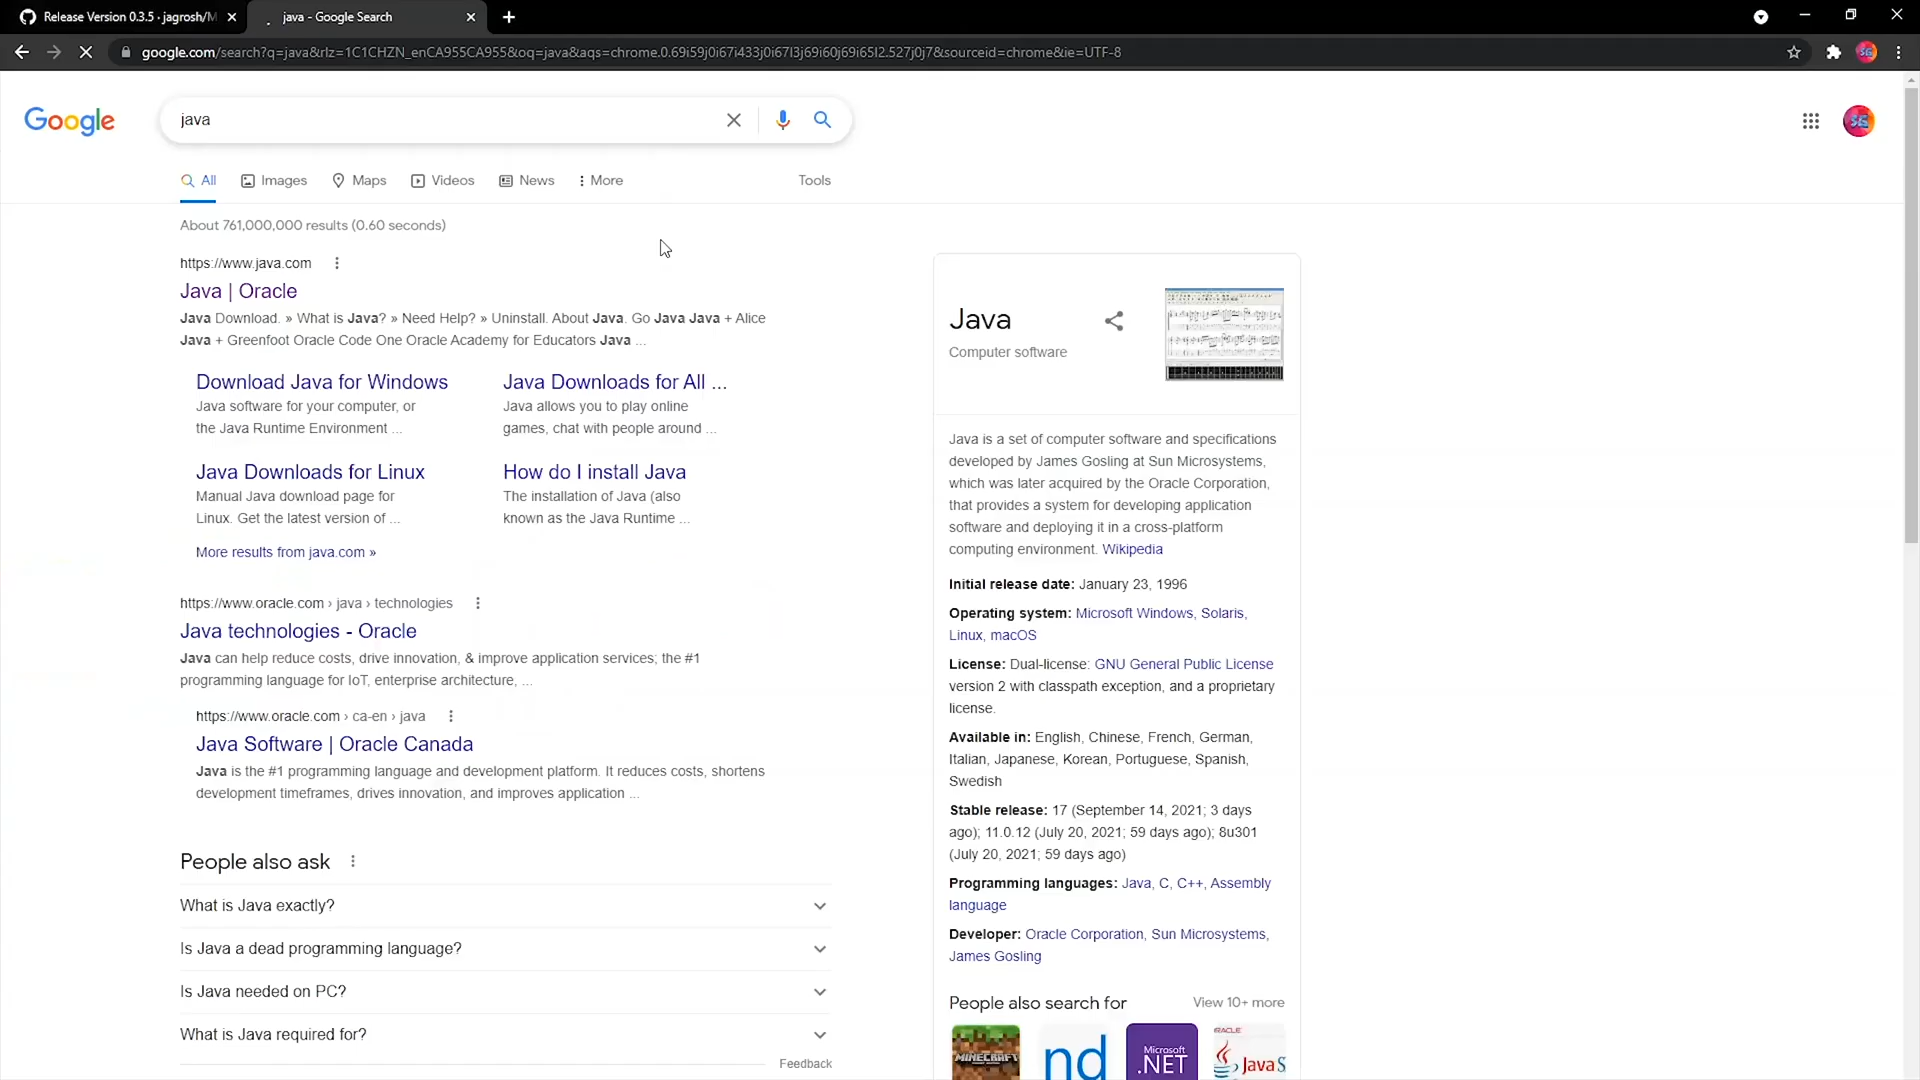 Release Version 0.3.5 · jagrosh/M
java - Google Search
google.com/search?q=java&rlz=1C1CHZN_enCA955CA955&oq=java&aqs=chrome.0.69i59j0i67i433j0i67l3j69i60j69i65l2.527j0j7&sourceid=chrome&ie=UTF-8
Google
java
All
Images
Maps
Videos
News
More
Tools
About 761,000,000 results (0.60 seconds)
https://www.java.com
Java | Oracle
Java Download. » What is Java? » Need Help? » Uninstall. About Java. Go Java Java + Alice
Java + Greenfoot Oracle Code One Oracle Academy for Educators Java ...
Download Java for Windows
Java software for your computer, or
the Java Runtime Environment ...
Java Downloads for All ...
Java allows you to play online
games, chat with people around ...
Java Downloads for Linux
Manual Java download page for
Linux. Get the latest version of ...
How do I install Java
The installation of Java (also
known as the Java Runtime ...
More results from java.com »
https://www.oracle.com › java › technologies
Java technologies - Oracle
Java can help reduce costs, drive innovation, & improve application services; the #1
programming language for IoT, enterprise architecture, ...
https://www.oracle.com › ca-en › java
Java Software | Oracle Canada
Java is the #1 programming language and development platform. It reduces costs, shortens
development timeframes, drives innovation, and improves application ...
People also ask
What is Java exactly?
Is Java a dead programming language?
Is Java needed on PC?
What is Java required for?
Feedback
Java
Computer software
Java is a set of computer software and specifications
developed by James Gosling at Sun Microsystems,
which was later acquired by the Oracle Corporation,
that provides a system for developing application
software and deploying it in a cross-platform
computing environment. Wikipedia
Initial release date: January 23, 1996
Operating system: Microsoft Windows, Solaris,
Linux, macOS
License: Dual-license: GNU General Public License
version 2 with classpath exception, and a proprietary
license.
Available in: English, Chinese, French, German,
Italian, Japanese, Korean, Portuguese, Spanish,
Swedish
Stable release: 17 (September 14, 2021; 3 days
ago); 11.0.12 (July 20, 2021; 59 days ago); 8u301
(July 20, 2021; 59 days ago)
Programming languages: Java, C, C++, Assembly
language
Developer: Oracle Corporation, Sun Microsystems,
James Gosling
People also search for
View 10+ more
MINECRAFT
nd
Microsoft
.NET
ORACLE
Java S